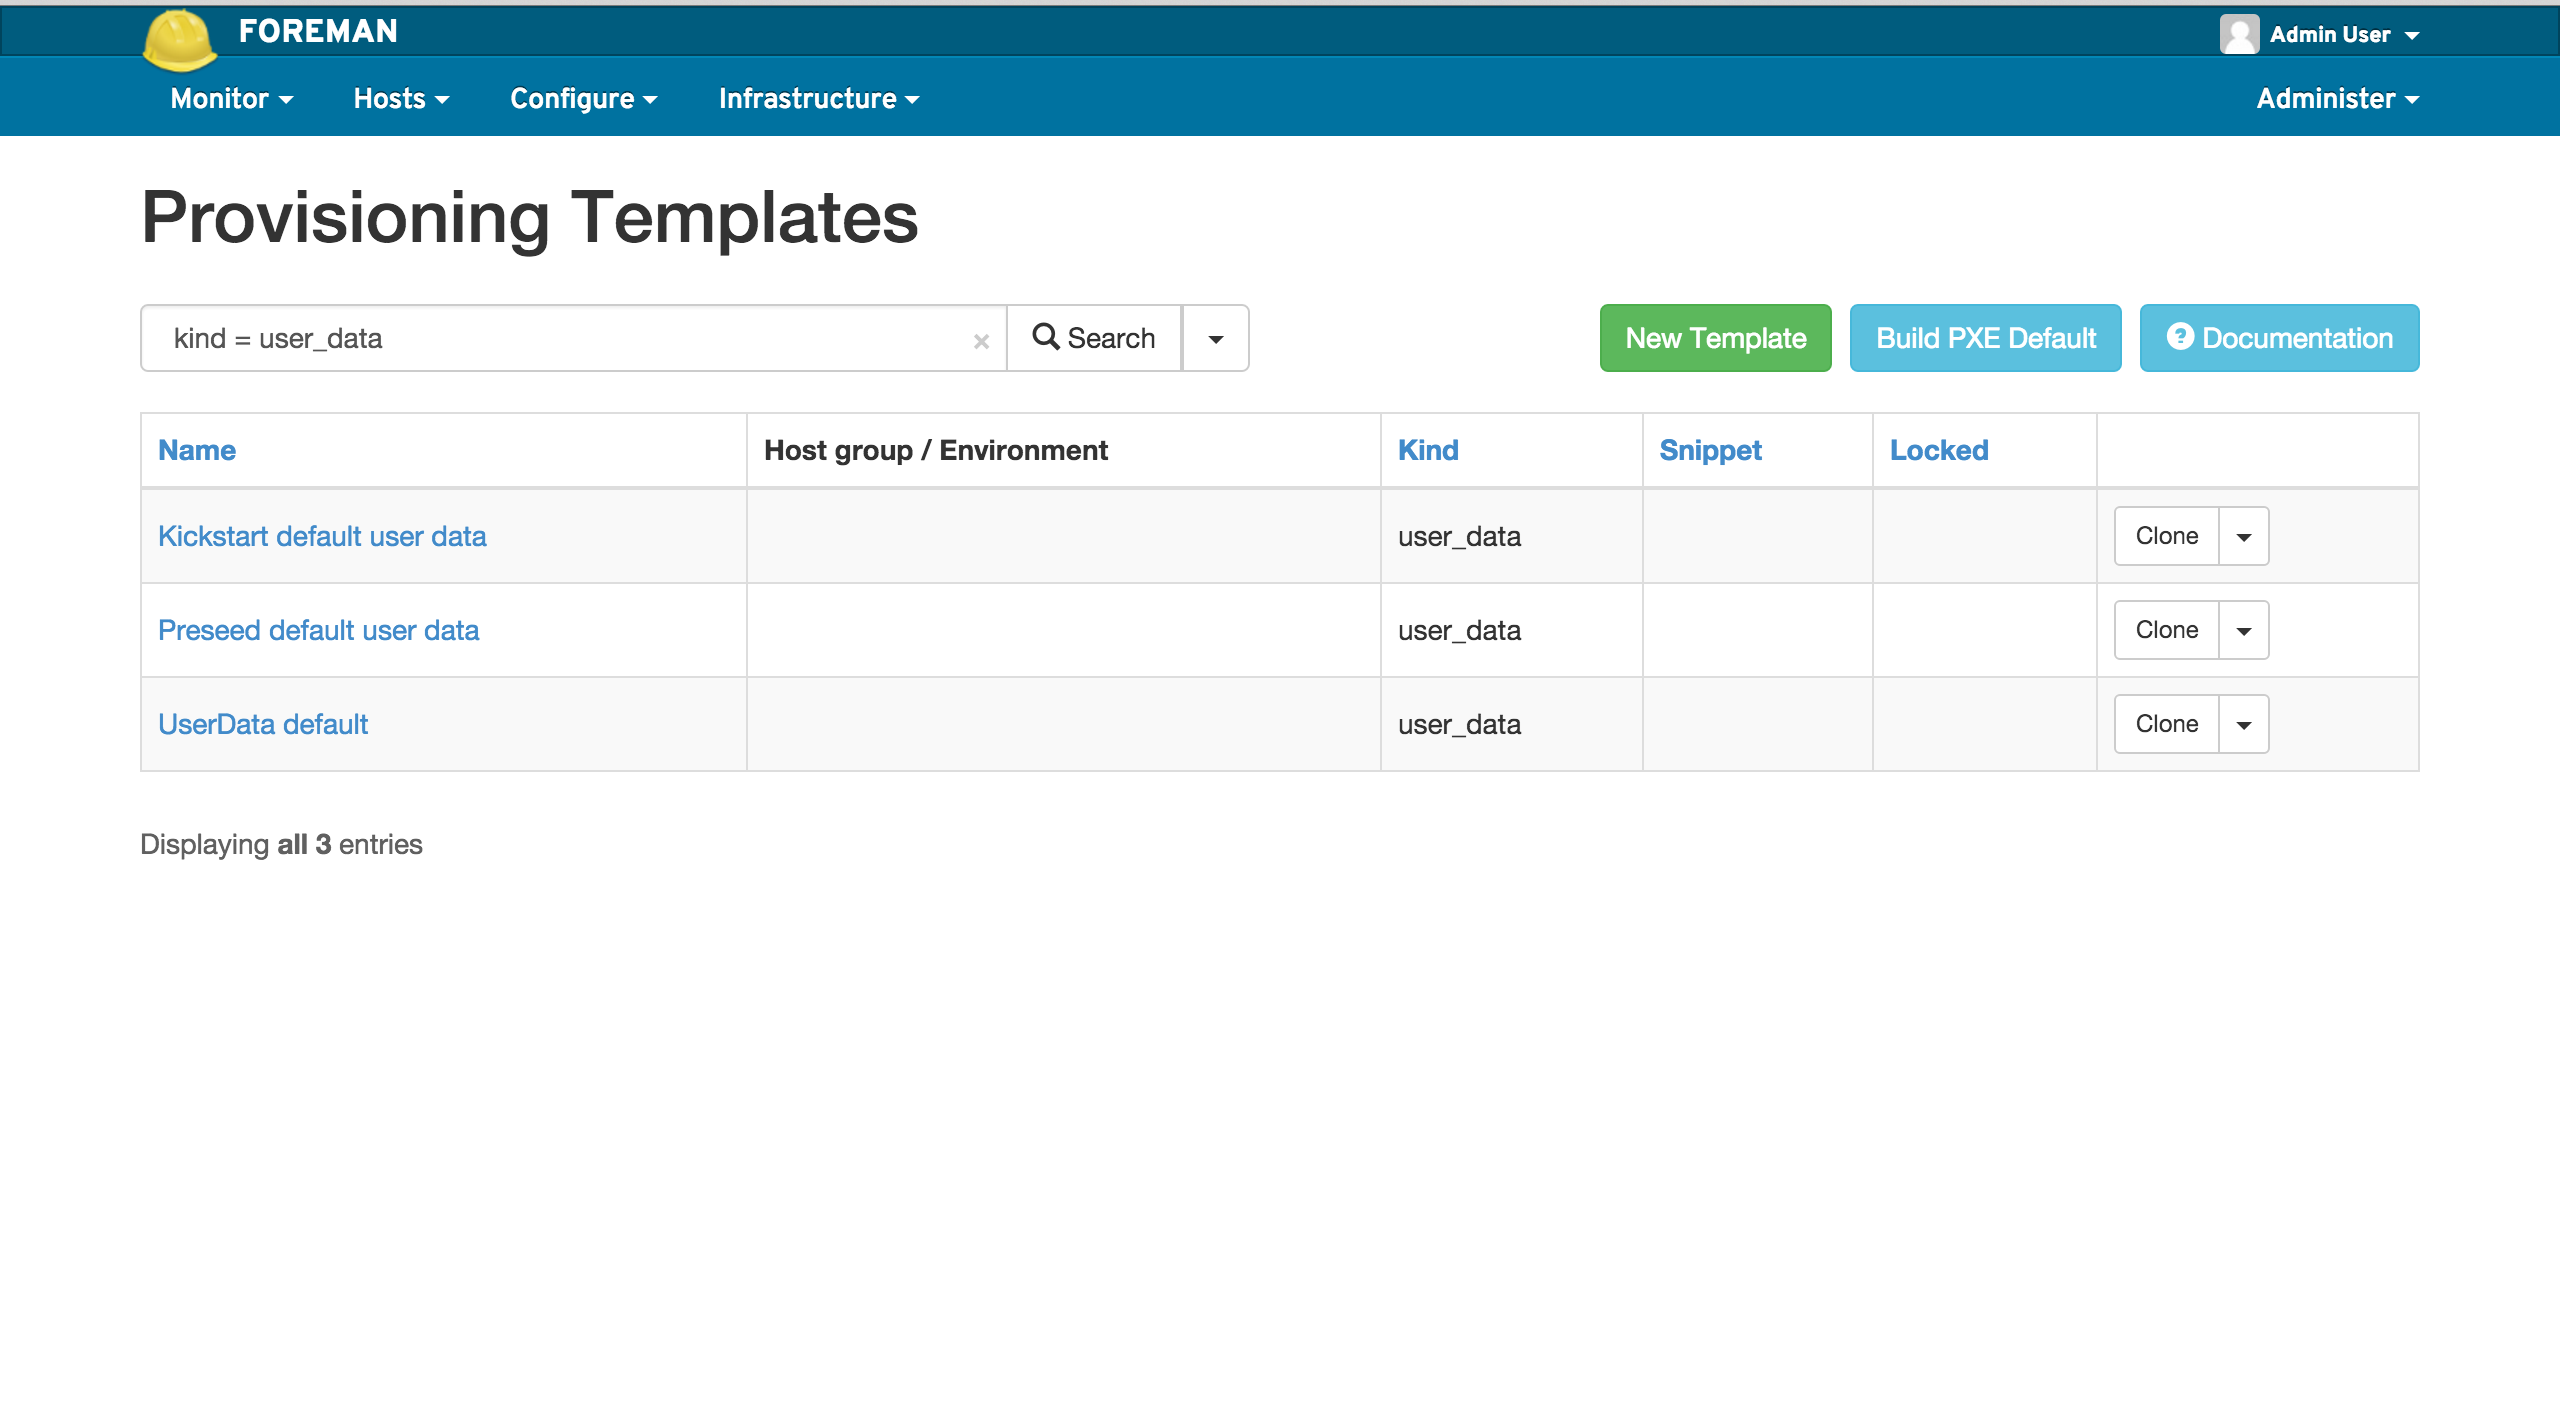 FOREMAN
Admin User
Monitor Hosts Configure Infrastructure Administer
Provisioning Templates
kind = user_data × Search New Template Build PXE Default ? Documentation
Name Host group / Environment Kind Snippet Locked
Kickstart default user data user_data Clone
Preseed default user data user_data Clone
UserData default user_data Clone
Displaying all 3 entries